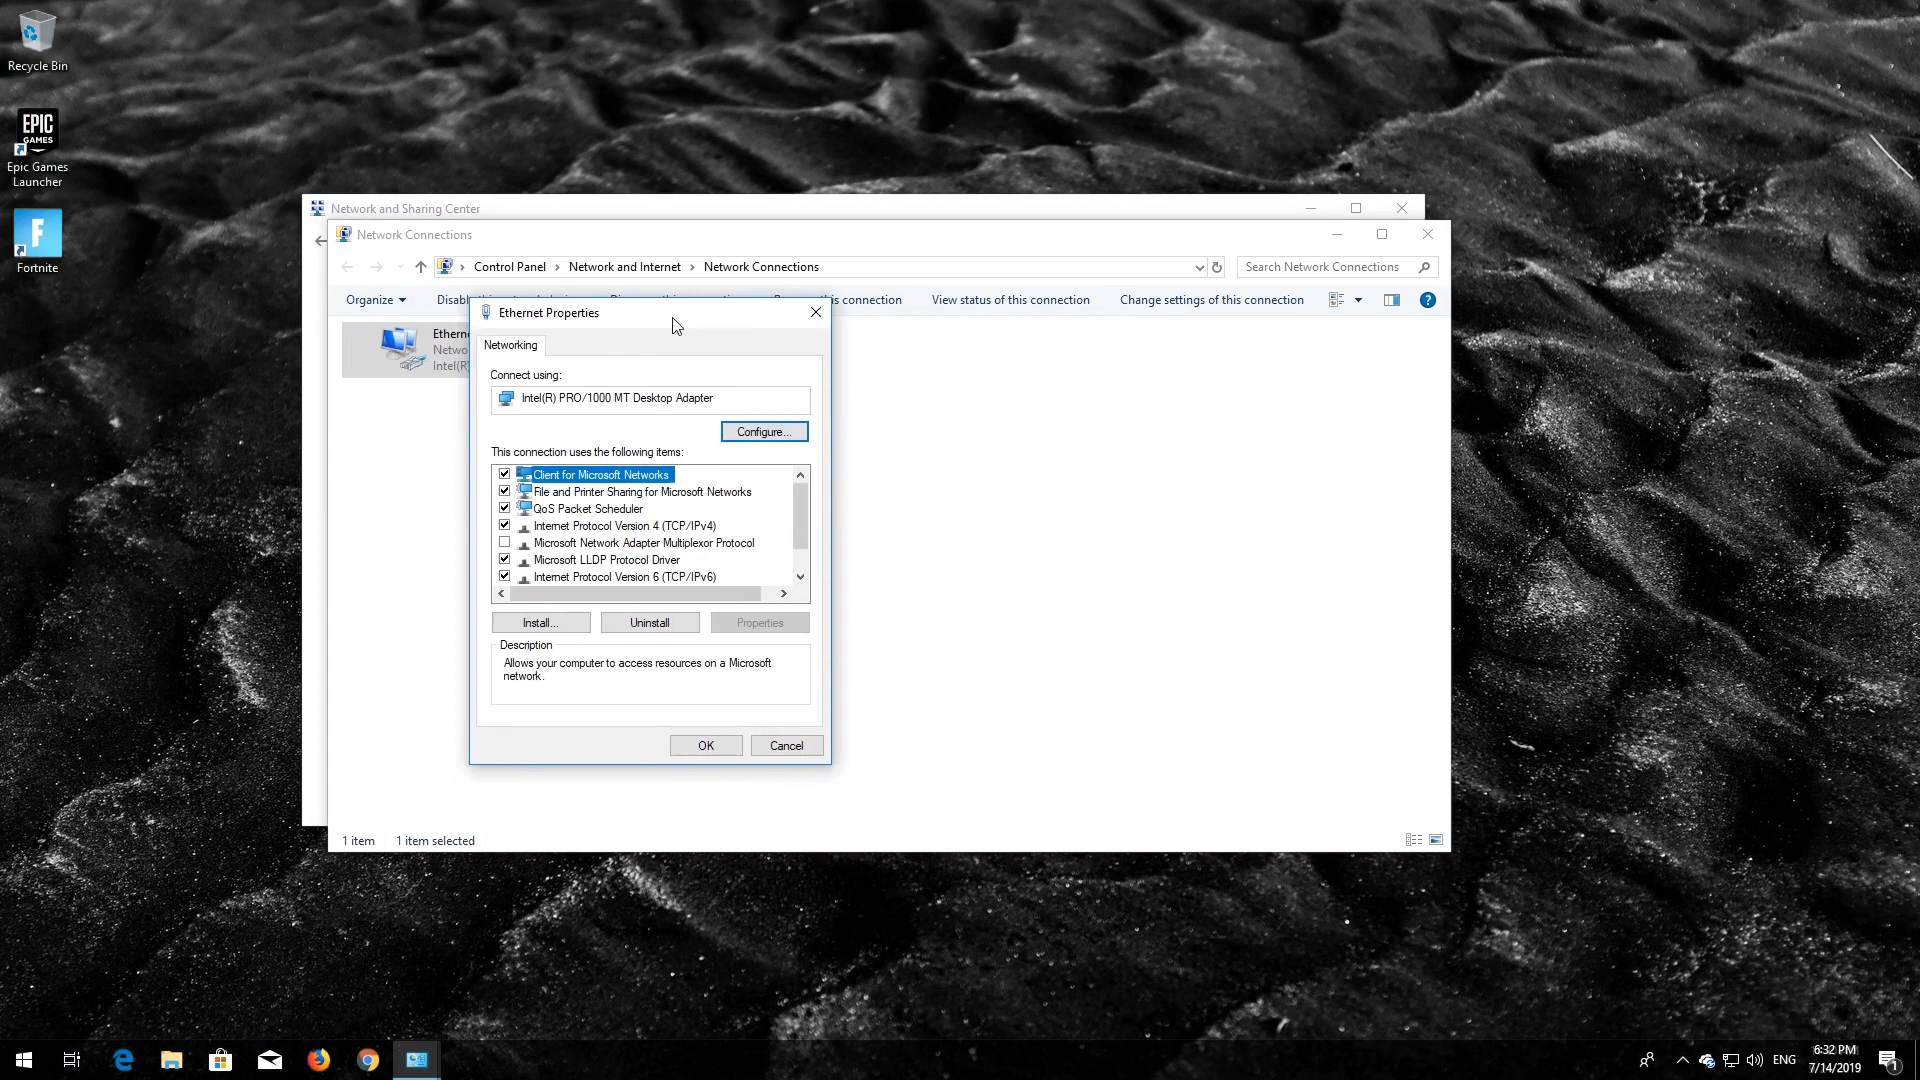 Recycle Bin
EPIC
GAMES
Epic Games
Launcher
F
Fortnite
Network and Sharing Center
Network Connections
Control Panel > Network and Internet > Network Connections
Search Network Connections
Organize
this connection
View status of this connection
Change settings of this connection
?
Ethernet Properties
Networking
Connect using:
Intel(R) PRO/1000 MT Desktop Adapter
Configure...
This connection uses the following items:
Client for Microsoft Networks
File and Printer Sharing for Microsoft Networks
QoS Packet Scheduler
Internet Protocol Version 4 (TCP/IPv4)
Microsoft Network Adapter Multiplexor Protocol
Microsoft LLDP Protocol Driver
Internet Protocol Version 6 (TCP/IPv6)
Install...
Uninstall
Properties
Description
Allows your computer to access resources on a Microsoft
network.
OK
Cancel
Ethern
Netwo
Intel(R)
1 item
1 item selected
ENG
6:32 PM
7/14/2019
1